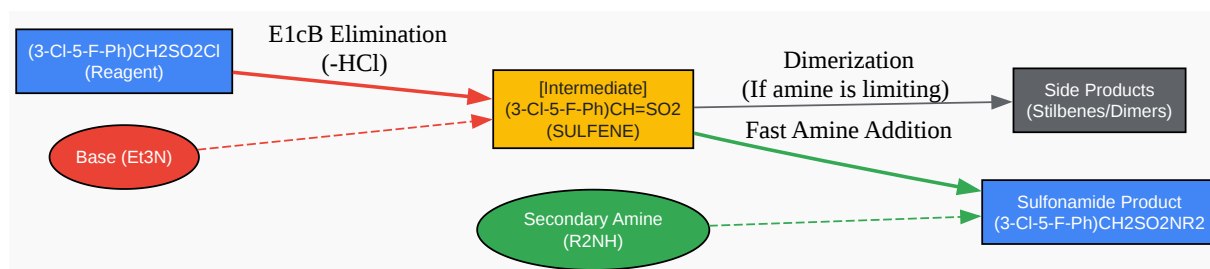 (3-Cl-5-F-Ph)CH2SO2Cl
(Reagent)
E1cB Elimination
(-HCl)
Base (Et3N)
[Intermediate]
(3-Cl-5-F-Ph)CH=SO2
(SULFENE)
Dimerization
(If amine is limiting)
Side Products
(Stilbenes/Dimers)
Fast Amine Addition
Secondary Amine
(R2NH)
Sulfonamide Product
(3-Cl-5-F-Ph)CH2SO2NR2